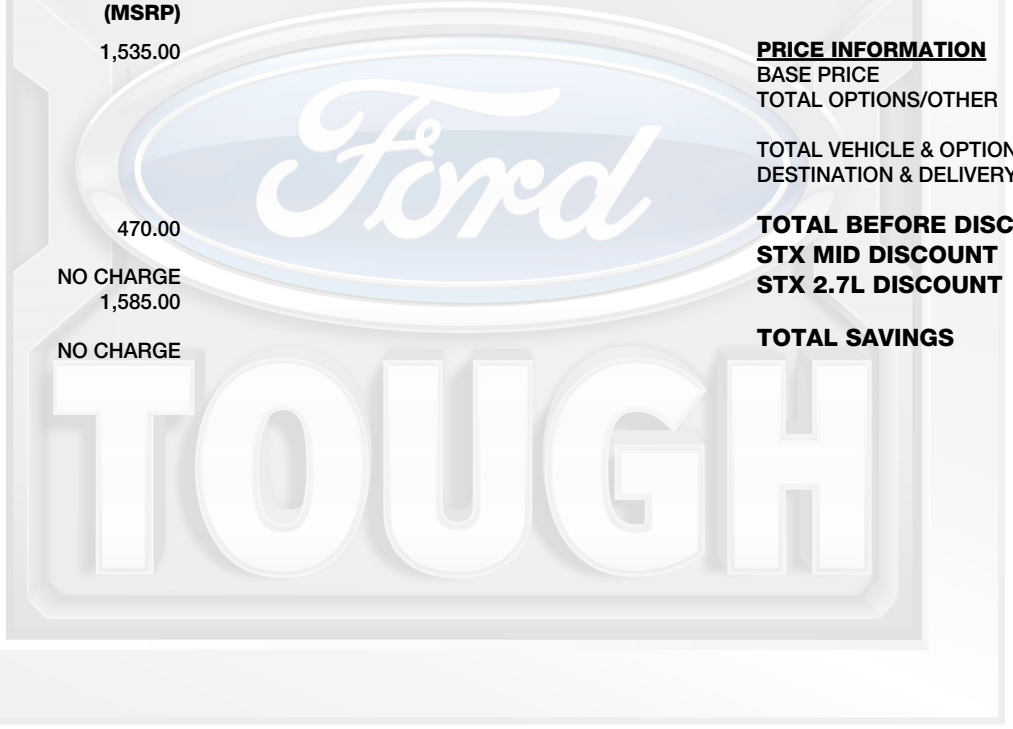 (MSRP)
1,535.00
470.00
NO CHARGE
1,585.00
NO CHARGE
PRICE INFORMATION
BASE PRICE
TOTAL OPTIONS/OTHER
TOTAL VEHICLE & OPTION
DESTINATION & DELIVERY
TOTAL BEFORE DISC
STX MID DISCOUNT
STX 2.7L DISCOUNT
TOTAL SAVINGS
Ford
TOUGH